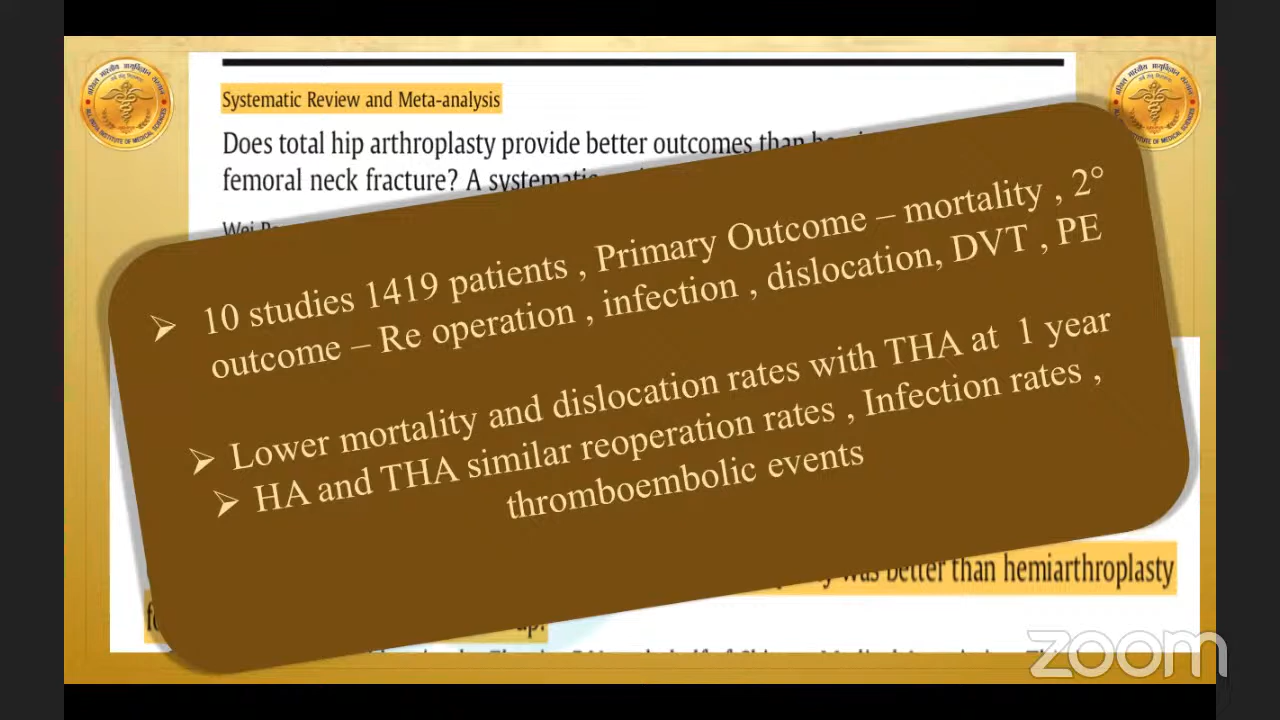 Systematic Review and Meta-analysis
Does total hip arthroplasty provide better outcomes than
femoral neck fracture? A systematic
➢ 10 studies 1419 patients , Primary Outcome – mortality , 2°
outcome – Re operation , infection , dislocation, DVT , PE
➢ Lower mortality and dislocation rates with THA at 1 year
➢ HA and THA similar reoperation rates , Infection rates ,
thromboembolic events
was better than hemiarthroplasty
zoom